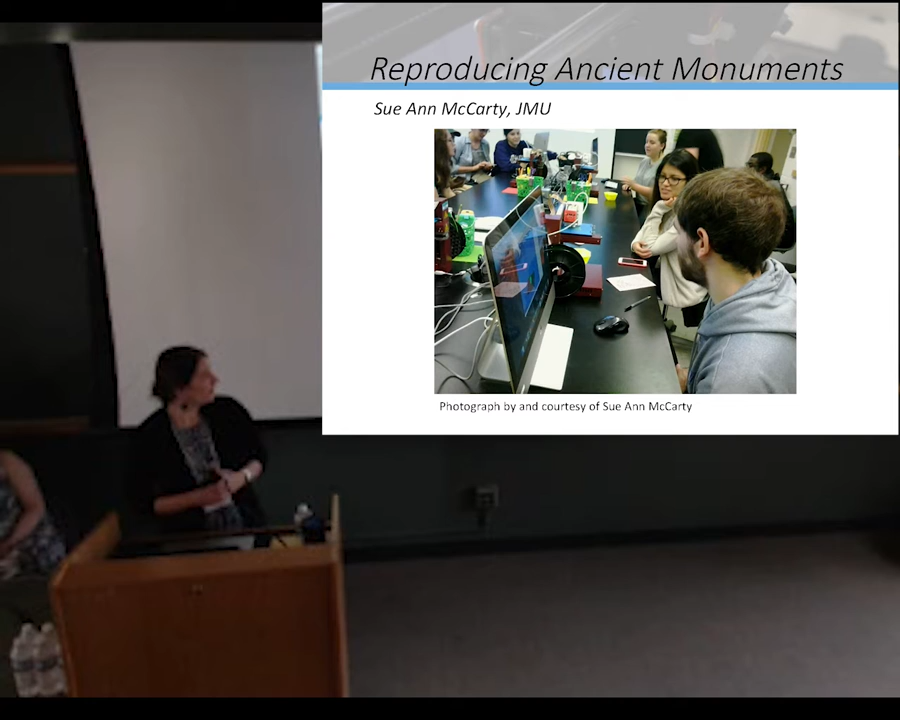 Reproducing Ancient Monuments
Sue Ann McCarty, JMU
Photograph by and courtesy of Sue Ann McCarty